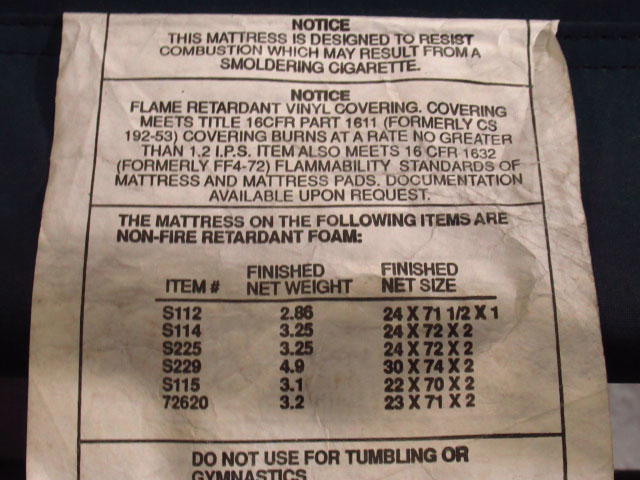 NOTICE
THIS MATTRESS IS DESIGNED TO RESIST
COMBUSTION WHICH MAY RESULT FROM A
SMOLDERING CIGARETTE.
NOTICE
FLAME RETARDANT VINYL COVERING. COVERING
MEETS TITLE 16CFR PART 1611 (FORMERLY CS
192-53) COVERING BURNS AT A RATE NO GREATER
THAN 1.2 I.P.S. ITEM ALSO MEETS 16 CFR 1632
(FORMERLY FF4-72) FLAMMABILITY STANDARDS OF
MATTRESS AND MATTRESS PADS. DOCUMENTATION
AVAILABLE UPON REQUEST.
THE MATTRESS ON THE FOLLOWING ITEMS ARE
NON-FIRE RETARDANT FOAM:
FINISHED FINISHED
ITEM # NET WEIGHT NET SIZE
S112 2.86 24 X 71 1/2 X 1
S114 3.25 24 X 72 X 2
S225 3.25 24 X 72 X 2
S229 4.9 30 X 74 X 2
S115 3.1 22 X 70 X 2
72620 3.2 23 X 71 X 2
DO NOT USE FOR TUMBLING OR
GYMNASTICS